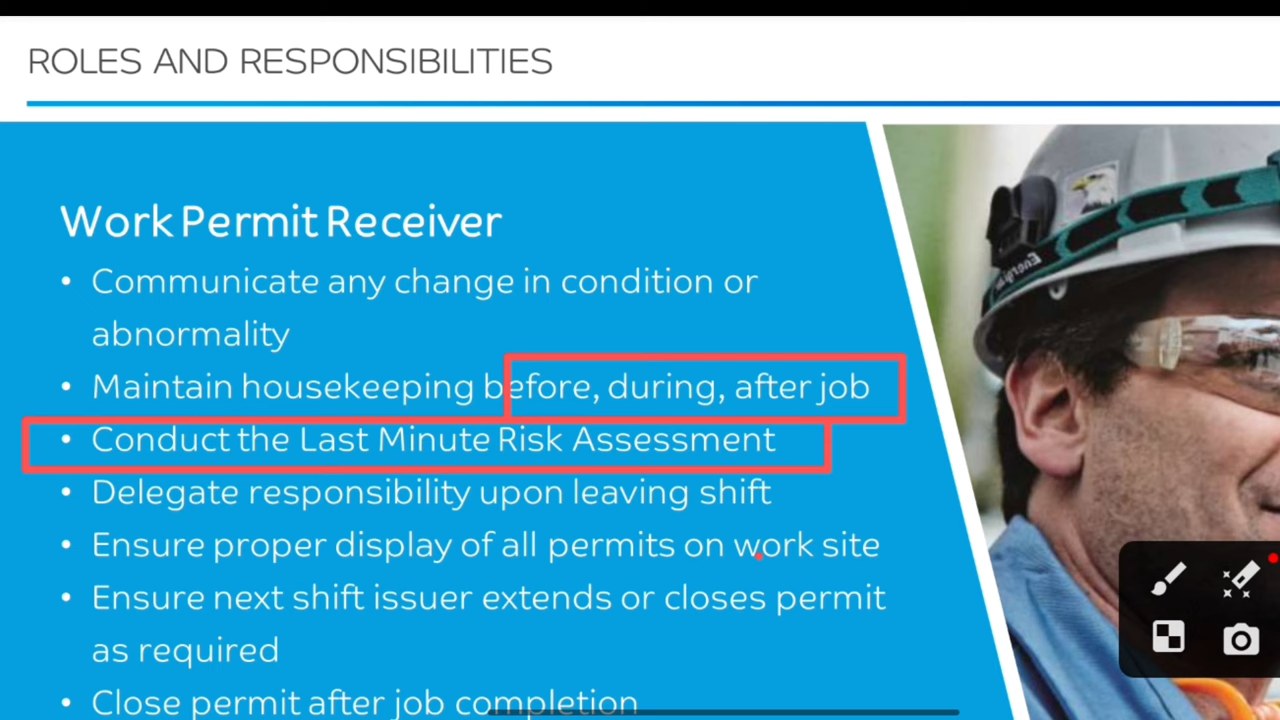 ROLES AND RESPONSIBILITIES
Work Permit Receiver
• Communicate any change in condition or
abnormality
• Maintain housekeeping before, during, after job
• Conduct the Last Minute Risk Assessment
• Delegate responsibility upon leaving shift
• Ensure proper display of all permits on work site
• Ensure next shift issuer extends or closes permit
as required
• Close permit after job completion